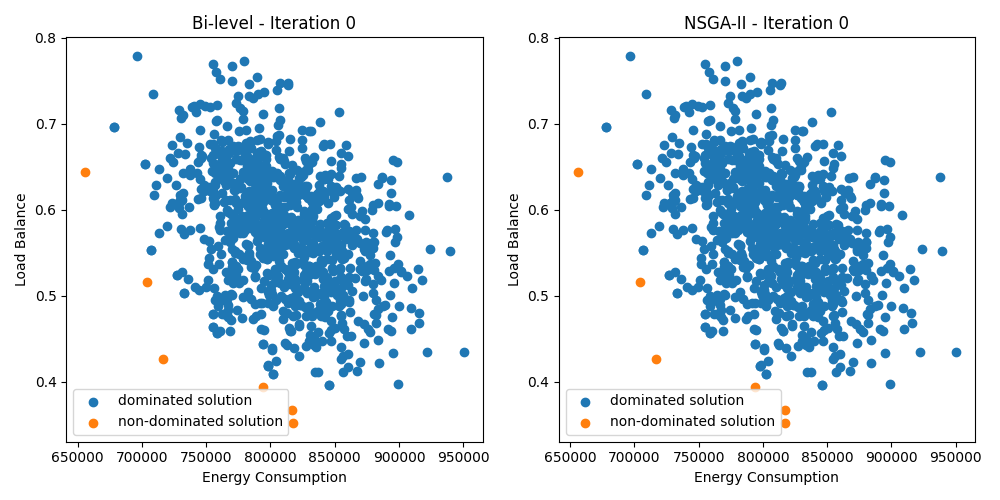 Bi-level - Iteration 0
0.8
0.7
0.6
0.5
0.4
Load Balance
dominated solution
non-dominated solution
650000 700000 750000 800000 850000 900000 950000
Energy Consumption
NSGA-II - Iteration 0
0.8
0.7
0.6
0.5
0.4
Load Balance
dominated solution
non-dominated solution
650000 700000 750000 800000 850000 900000 950000
Energy Consumption